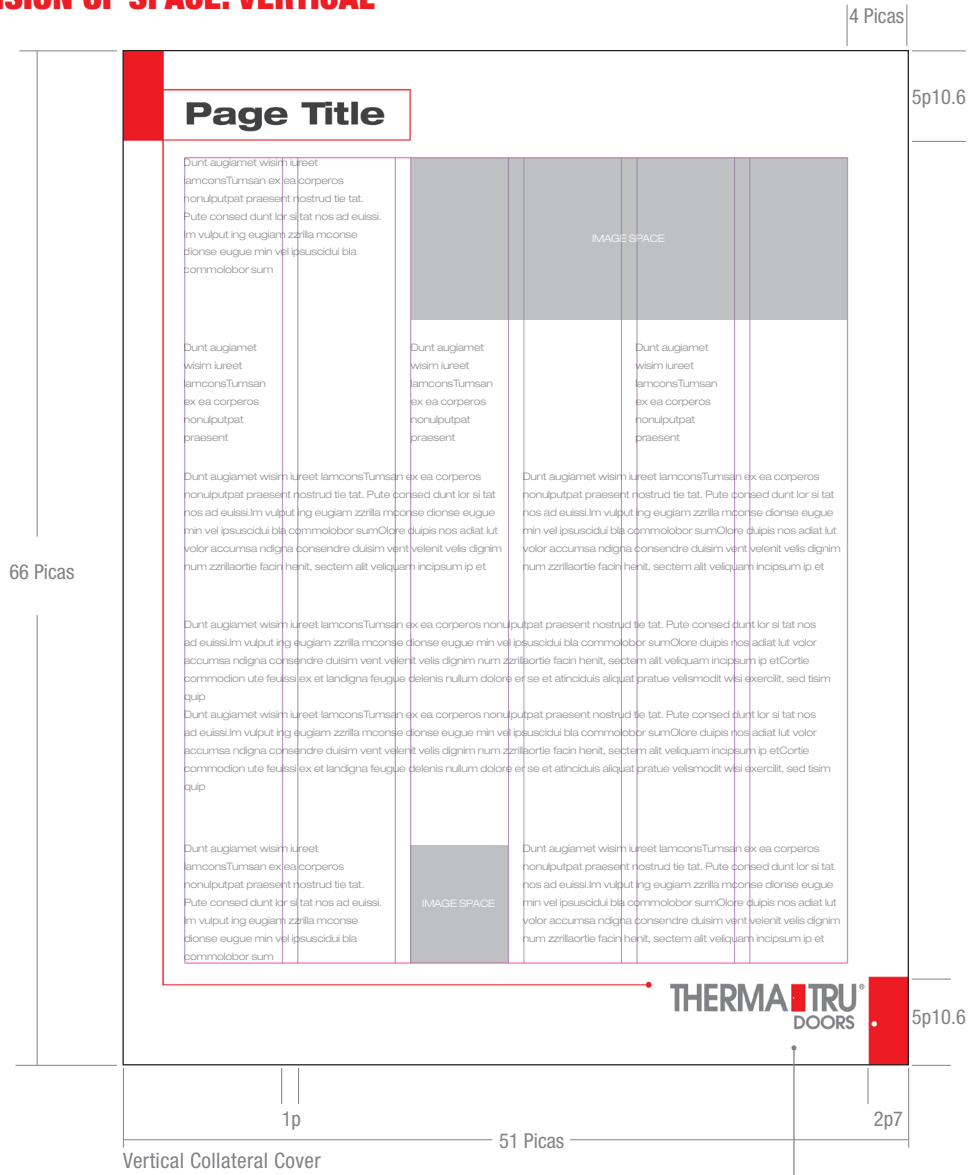 SION OF SPACE: VERTICAL
4 Picas
5p10.6
Page Title
Dunt augiamet wisim iureet
lamconsTumsan ex ea corperos
nonulputpat praesent nostrud tie tat.
Pute consed dunt lor si tat nos ad euissi.
Im vulput ing eugiam zzrilla mconse
dionse eugue min vel ipsuscidui bla
commolobor sum
IMAGE SPACE
Dunt augiamet
wisim iureet
lamconsTumsan
ex ea corperos
nonulputpat
praesent
Dunt augiamet
wisim iureet
lamconsTumsan
ex ea corperos
nonulputpat
praesent
Dunt augiamet
wisim iureet
lamconsTumsan
ex ea corperos
nonulputpat
praesent
Dunt augiamet wisim iureet lamconsTumsan ex ea corperos
nonulputpat praesent nostrud tie tat. Pute consed dunt lor si tat
nos ad euissi.Im vulput ing eugiam zzrilla mconse dionse eugue
min vel ipsuscidui bla commolobor sumOlore duipis nos adiat lut
volor accumsa ndigna consendre duisim vent velenit velis dignim
num zzrillaortie facin henit, sectem alit veliquam incipsum ip et
Dunt augiamet wisim iureet lamconsTumsan ex ea corperos
nonulputpat praesent nostrud tie tat. Pute consed dunt lor si tat
nos ad euissi.Im vulput ing eugiam zzrilla mconse dionse eugue
min vel ipsuscidui bla commolobor sumOlore duipis nos adiat lut
volor accumsa ndigna consendre duisim vent velenit velis dignim
num zzrillaortie facin henit, sectem alit veliquam incipsum ip et
66 Picas
Dunt augiamet wisim iureet lamconsTumsan ex ea corperos nonulputpat praesent nostrud tie tat. Pute consed dunt lor si tat nos
ad euissi.Im vulput ing eugiam zzrilla mconse dionse eugue min vel ipsuscidui bla commolobor sumOlore duipis nos adiat lut volor
accumsa ndigna consendre duisim vent velenit velis dignim num zzrillaortie facin henit, sectem alit veliquam incipsum ip etCortie
commodion ute feuissi ex et landigna feugue delenis nullum dolore er se et atinciduis aliquat pratue velismodit wisi exercilit, sed tisim
quip
Dunt augiamet wisim iureet lamconsTumsan ex ea corperos nonulputpat praesent nostrud tie tat. Pute consed dunt lor si tat nos
ad euissi.Im vulput ing eugiam zzrilla mconse dionse eugue min vel ipsuscidui bla commolobor sumOlore duipis nos adiat lut volor
accumsa ndigna consendre duisim vent velenit velis dignim num zzrillaortie facin henit, sectem alit veliquam incipsum ip etCortie
commodion ute feuissi ex et landigna feugue delenis nullum dolore er se et atinciduis aliquat pratue velismodit wisi exercilit, sed tisim
quip
Dunt augiamet wisim iureet
lamconsTumsan ex ea corperos
nonulputpat praesent nostrud tie tat.
Pute consed dunt lor si tat nos ad euissi.
Im vulput ing eugiam zzrilla mconse
dionse eugue min vel ipsuscidui bla
commolobor sum
IMAGE SPACE
Dunt augiamet wisim iureet lamconsTumsan ex ea corperos
nonulputpat praesent nostrud tie tat. Pute consed dunt lor si tat
nos ad euissi.Im vulput ing eugiam zzrilla mconse dionse eugue
min vel ipsuscidui bla commolobor sumOlore duipis nos adiat lut
volor accumsa ndigna consendre duisim vent velenit velis dignim
num zzrillaortie facin henit, sectem alit veliquam incipsum ip et
THERMA TRU®
DOORS
5p10.6
1p
2p7
51 Picas
Vertical Collateral Cover